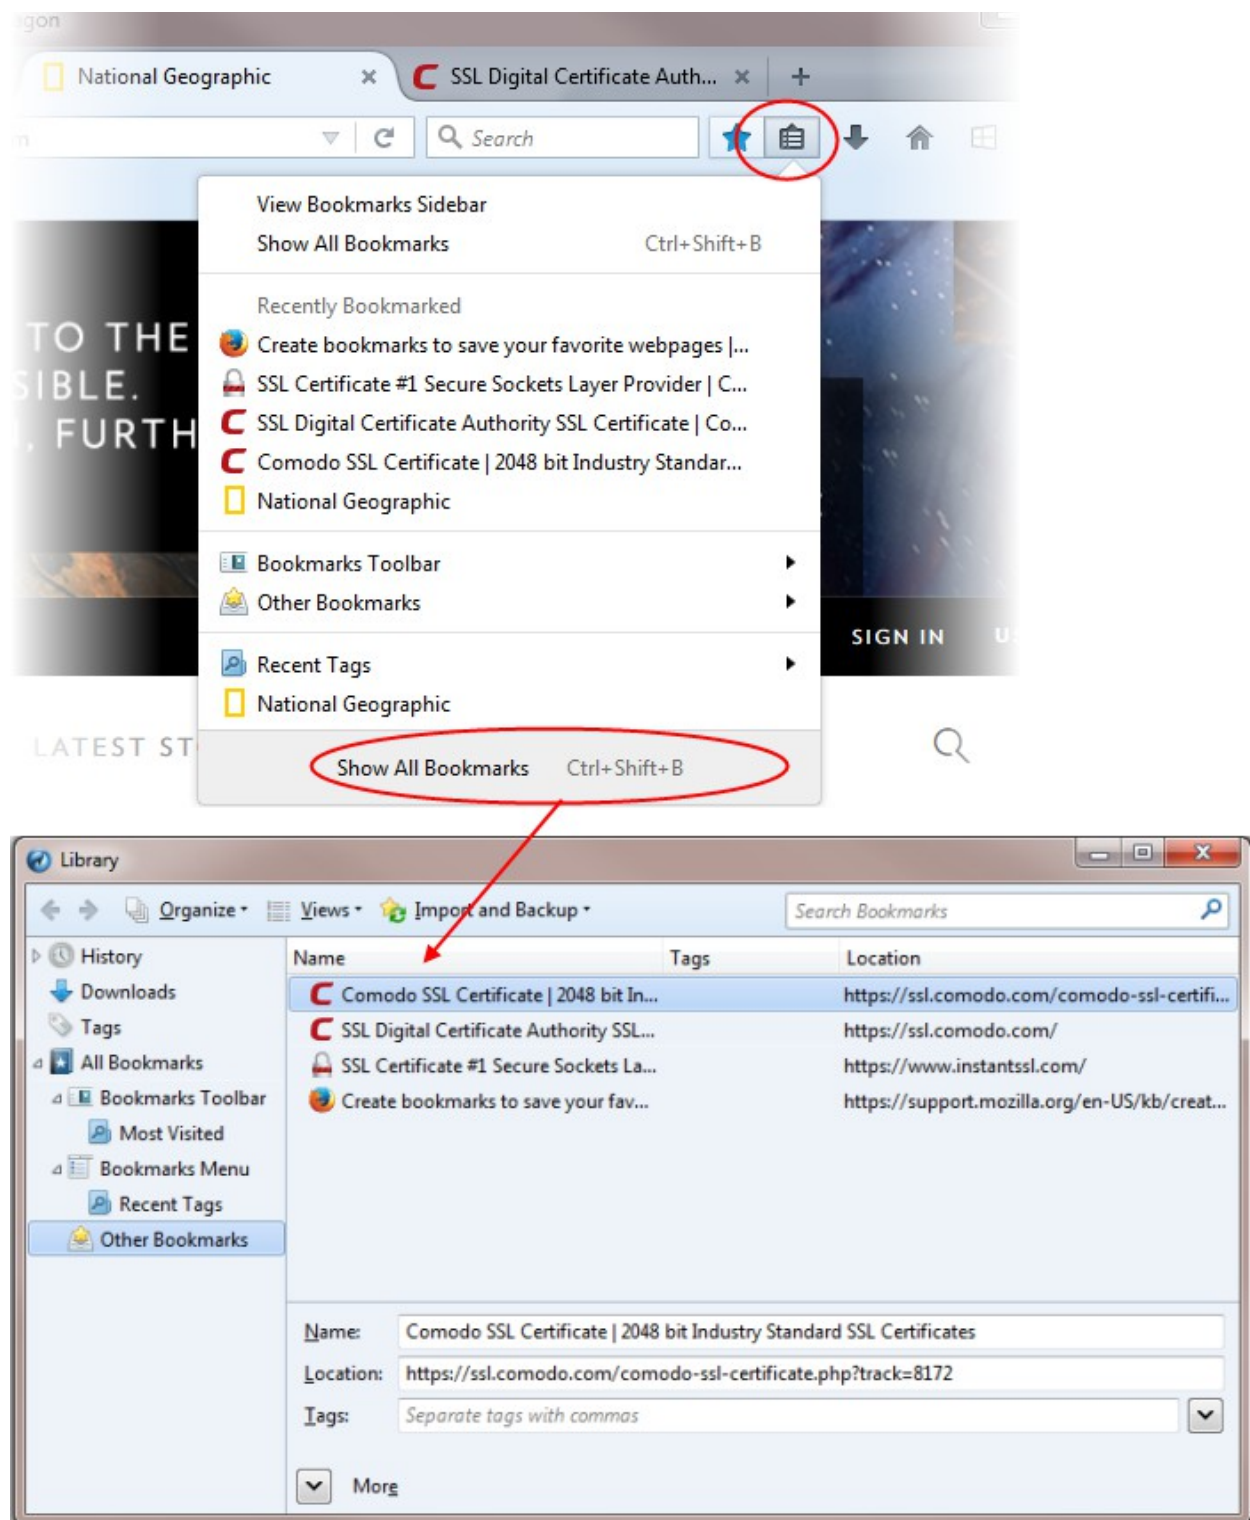 agon
National Geographic
SSL Digital Certificate Auth...
m
Search
View Bookmarks Sidebar
Show All Bookmarks Ctrl+Shift+B
Recently Bookmarked
Create bookmarks to save your favorite webpages |...
SSL Certificate #1 Secure Sockets Layer Provider | C...
SSL Digital Certificate Authority SSL Certificate | Co...
Comodo SSL Certificate | 2048 bit Industry Standar...
National Geographic
Bookmarks Toolbar
Other Bookmarks
Recent Tags
National Geographic
Show All Bookmarks Ctrl+Shift+B
TO THE
SIBLE.
, FURTH
SIGN IN US
LATEST ST
Library
Organize Views Import and Backup Search Bookmarks
History
Downloads
Tags
All Bookmarks
Bookmarks Toolbar
Most Visited
Bookmarks Menu
Recent Tags
Other Bookmarks
Name Tags Location
Comodo SSL Certificate | 2048 bit In... https://ssl.comodo.com/comodo-ssl-certifi...
SSL Digital Certificate Authority SSL... https://ssl.comodo.com/
SSL Certificate #1 Secure Sockets La... https://www.instantssl.com/
Create bookmarks to save your fav... https://support.mozilla.org/en-US/kb/creat...
Name: Comodo SSL Certificate | 2048 bit Industry Standard SSL Certificates
Location: https://ssl.comodo.com/comodo-ssl-certificate.php?track=8172
Tags: Separate tags with commas
More